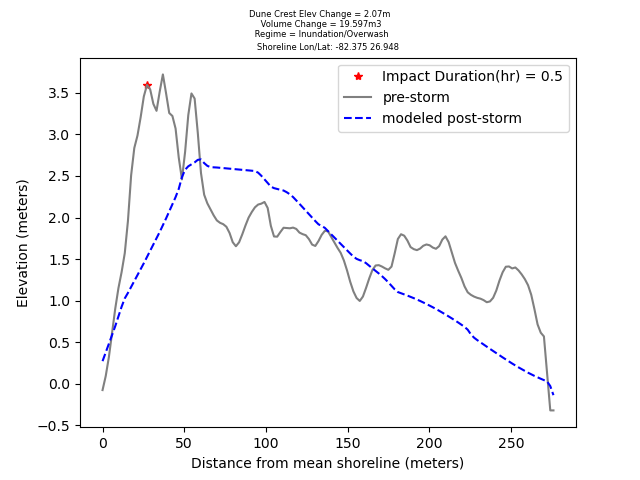 Dune Crest Elev Change = 2.07m
Volume Change = 19.597m3
Regime = Inundation/Overwash
Shoreline Lon/Lat: -82.375 26.948
Impact Duration(hr) = 0.5
pre-storm
modeled post-storm
Elevation (meters)
3.5
3.0
2.5
2.0
1.5
1.0
0.5
0.0
−0.5
0 50 100 150 200 250
Distance from mean shoreline (meters)